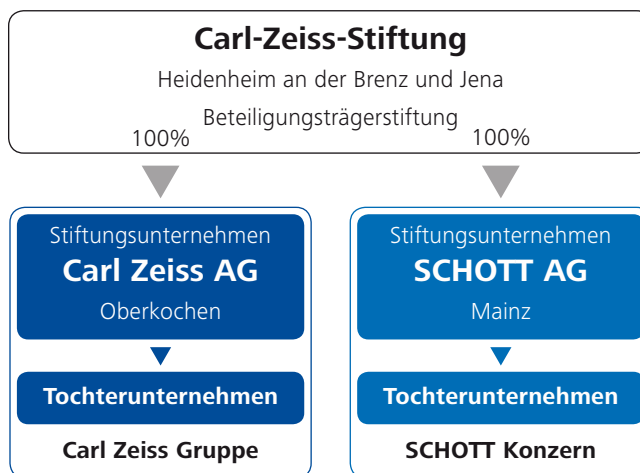 Carl-Zeiss-Stiftung
Heidenheim an der Brenz und Jena
Beteiligungsträgerstiftung
100%
100%
Stiftungsunternehmen
Carl Zeiss AG
Oberkochen
Tochterunternehmen
Carl Zeiss Gruppe
Stiftungsunternehmen
SCHOTT AG
Mainz
Tochterunternehmen
SCHOTT Konzern